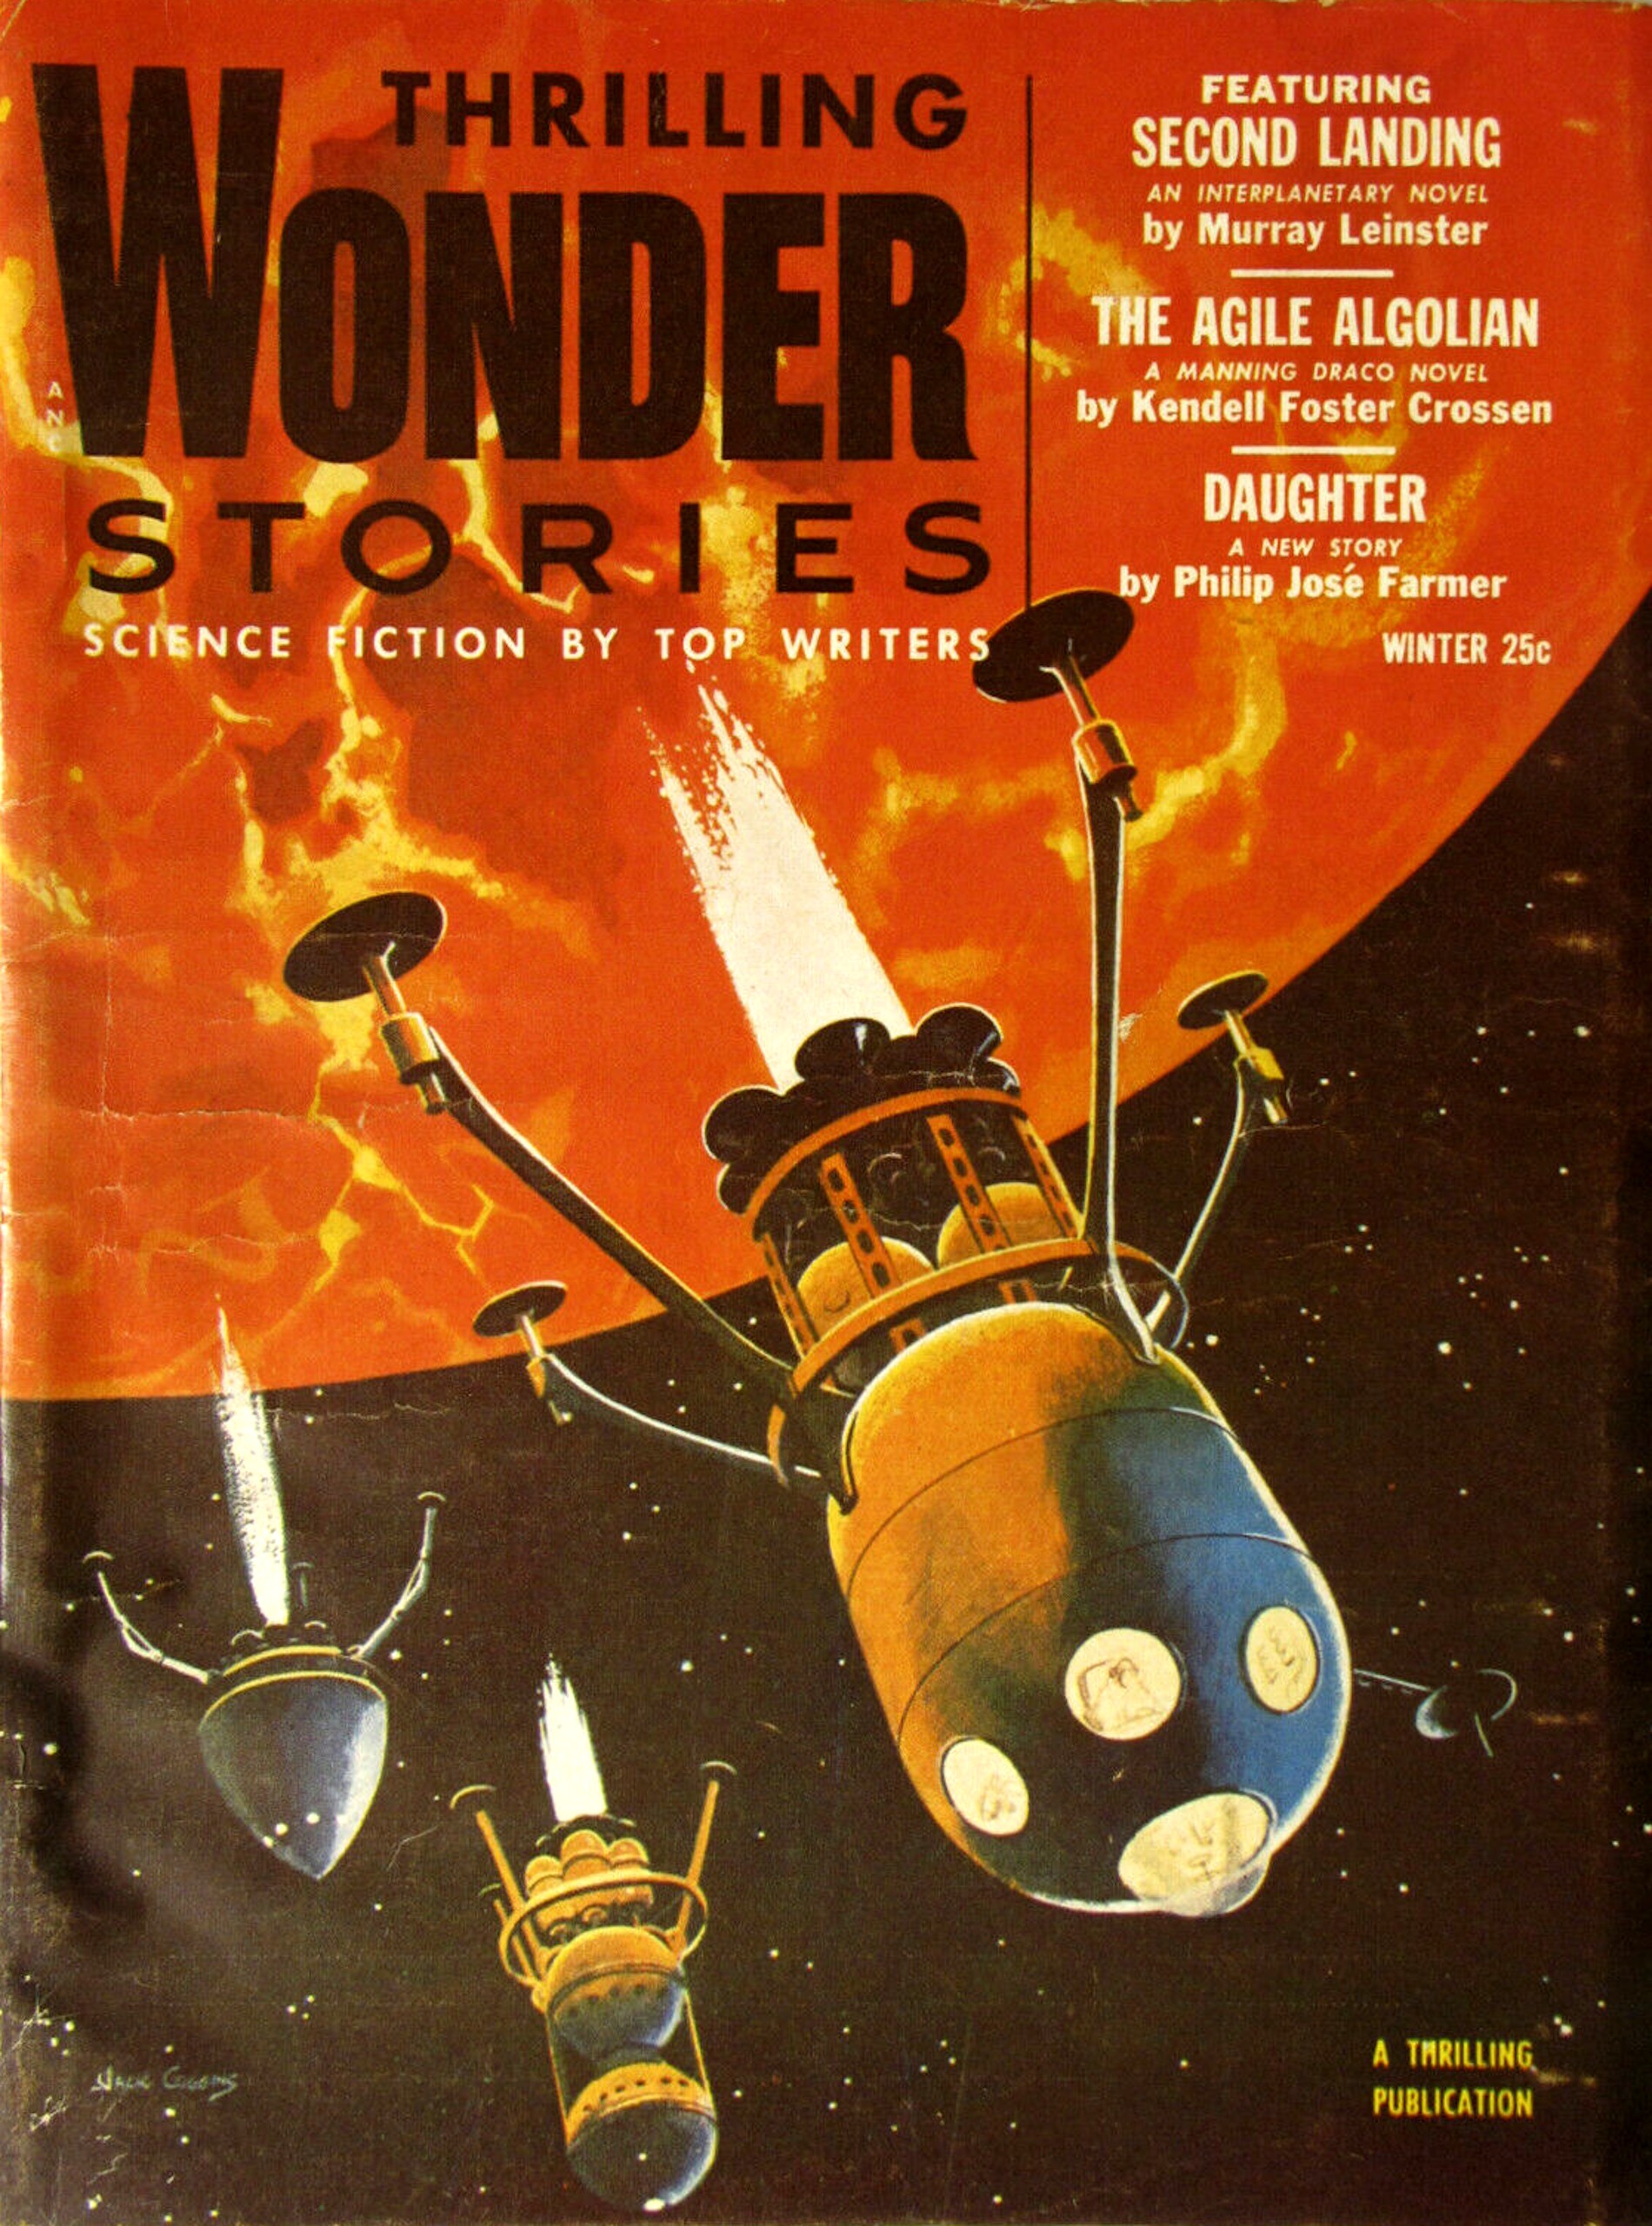 THRILLING
WONDER
STORIES
SCIENCE FICTION BY TOP WRITERS
FEATURING
SECOND LANDING
AN INTERPLANETARY NOVEL
by Murray Leinster
THE AGILE ALGOLIAN
A MANNING DRACO NOVEL
by Kendell Foster Crossen
DAUGHTER
A NEW STORY
by Philip José Farmer
WINTER 25c
A THRILLING
PUBLICATION